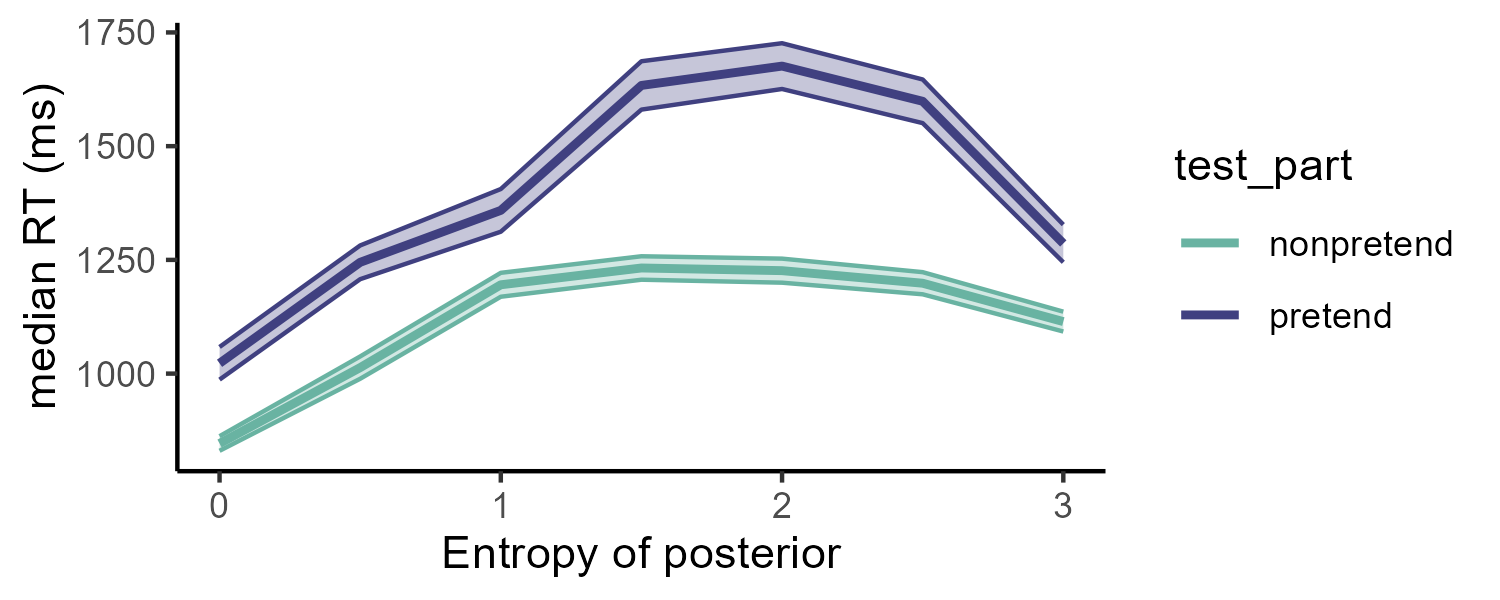 1750
1500
1250
1000
median RT (ms)
0 1 2 3
Entropy of posterior
test_part
nonpretend
pretend